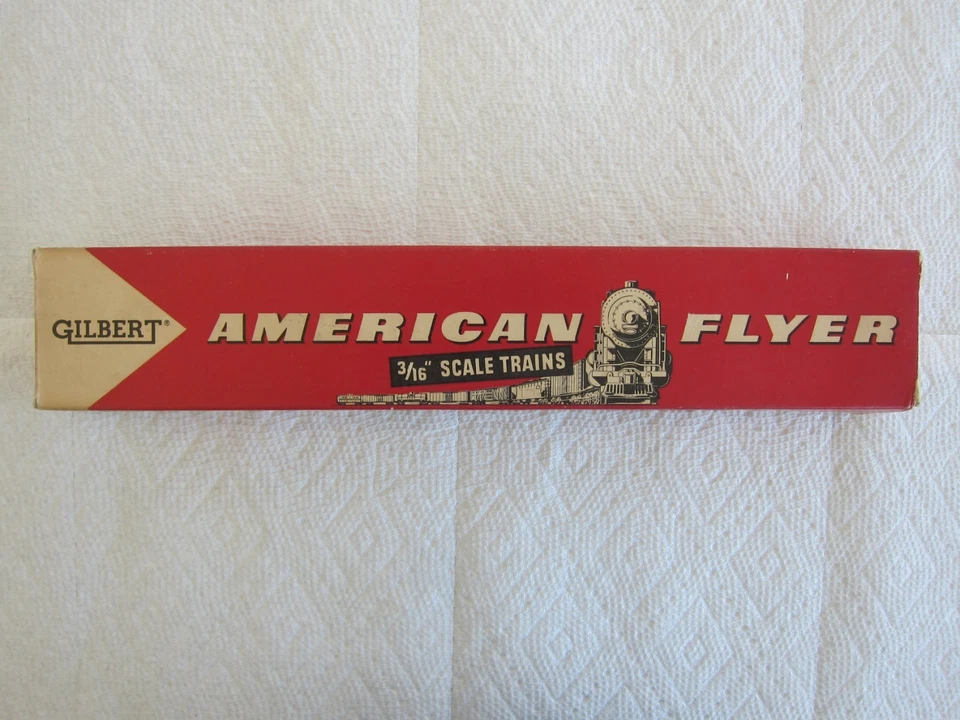 GILBERT®
AMERICAN FLYER
3/16" SCALE TRAINS